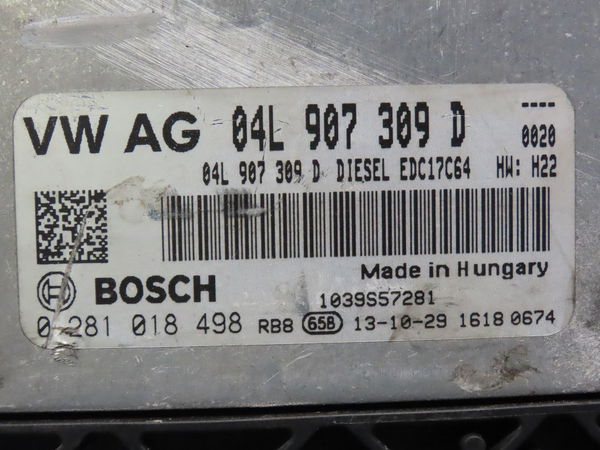 VW AG 04L 907 309 D
----
0020
04L 907 309 D DIESEL EDC17C64 HW: H22
Made in Hungary
BOSCH 1039S57281
0 281 018 498 RB8 65B 13-10-29 1618 0674